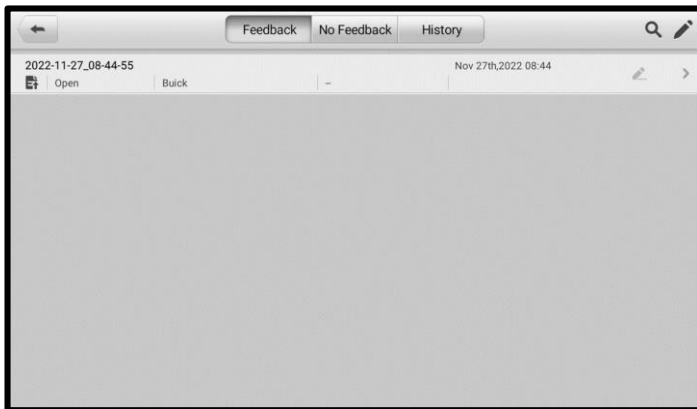 Feedback No Feedback History
2022-11-27_08-44-55 Nov 27th,2022 08:44
Open Buick –